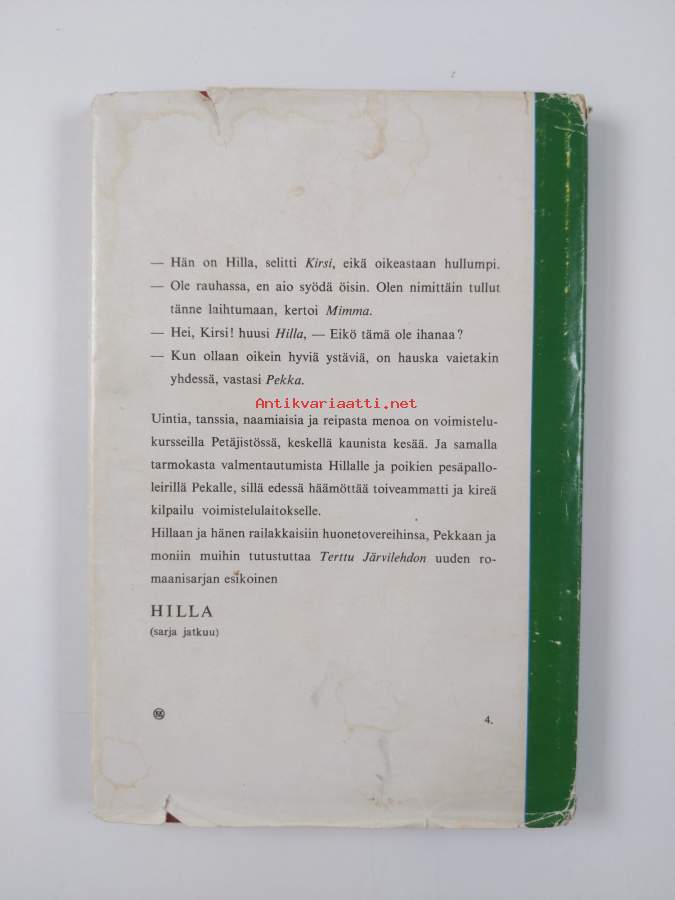 — Hän on Hilla, selitti Kirsi, eikä oikeastaan hullumpi.
— Ole rauhassa, en aio syödä öisin. Olen nimittäin tullut
tänne laihtumaan, kertoi Mimma.
— Hei, Kirsi! huusi Hilla, — Eikö tämä ole ihanaa?
— Kun ollaan oikein hyviä ystäviä, on hauska vaietakin
yhdessä, vastasi Pekka.
Antikvariaatti.net
Uintia, tanssia, naamiaisia ja reipasta menoa on voimistelu-
kursseilla Petäjistössä, keskellä kaunista kesää. Ja samalla
tarmokasta valmentautumista Hillalle ja poikien pesäpallo-
leirillä Pekalle, sillä edessä häämöttää toiveammatti ja kireä
kilpailu voimistelulaitokselle.
Hillaan ja hänen railakkaisiin huonetovereihinsa, Pekkaan ja
moniin muihin tutustuttaa Terttu Järvilehdon uuden ro-
maanisarjan esikoinen
HILLA
(sarja jatkuu)
4.